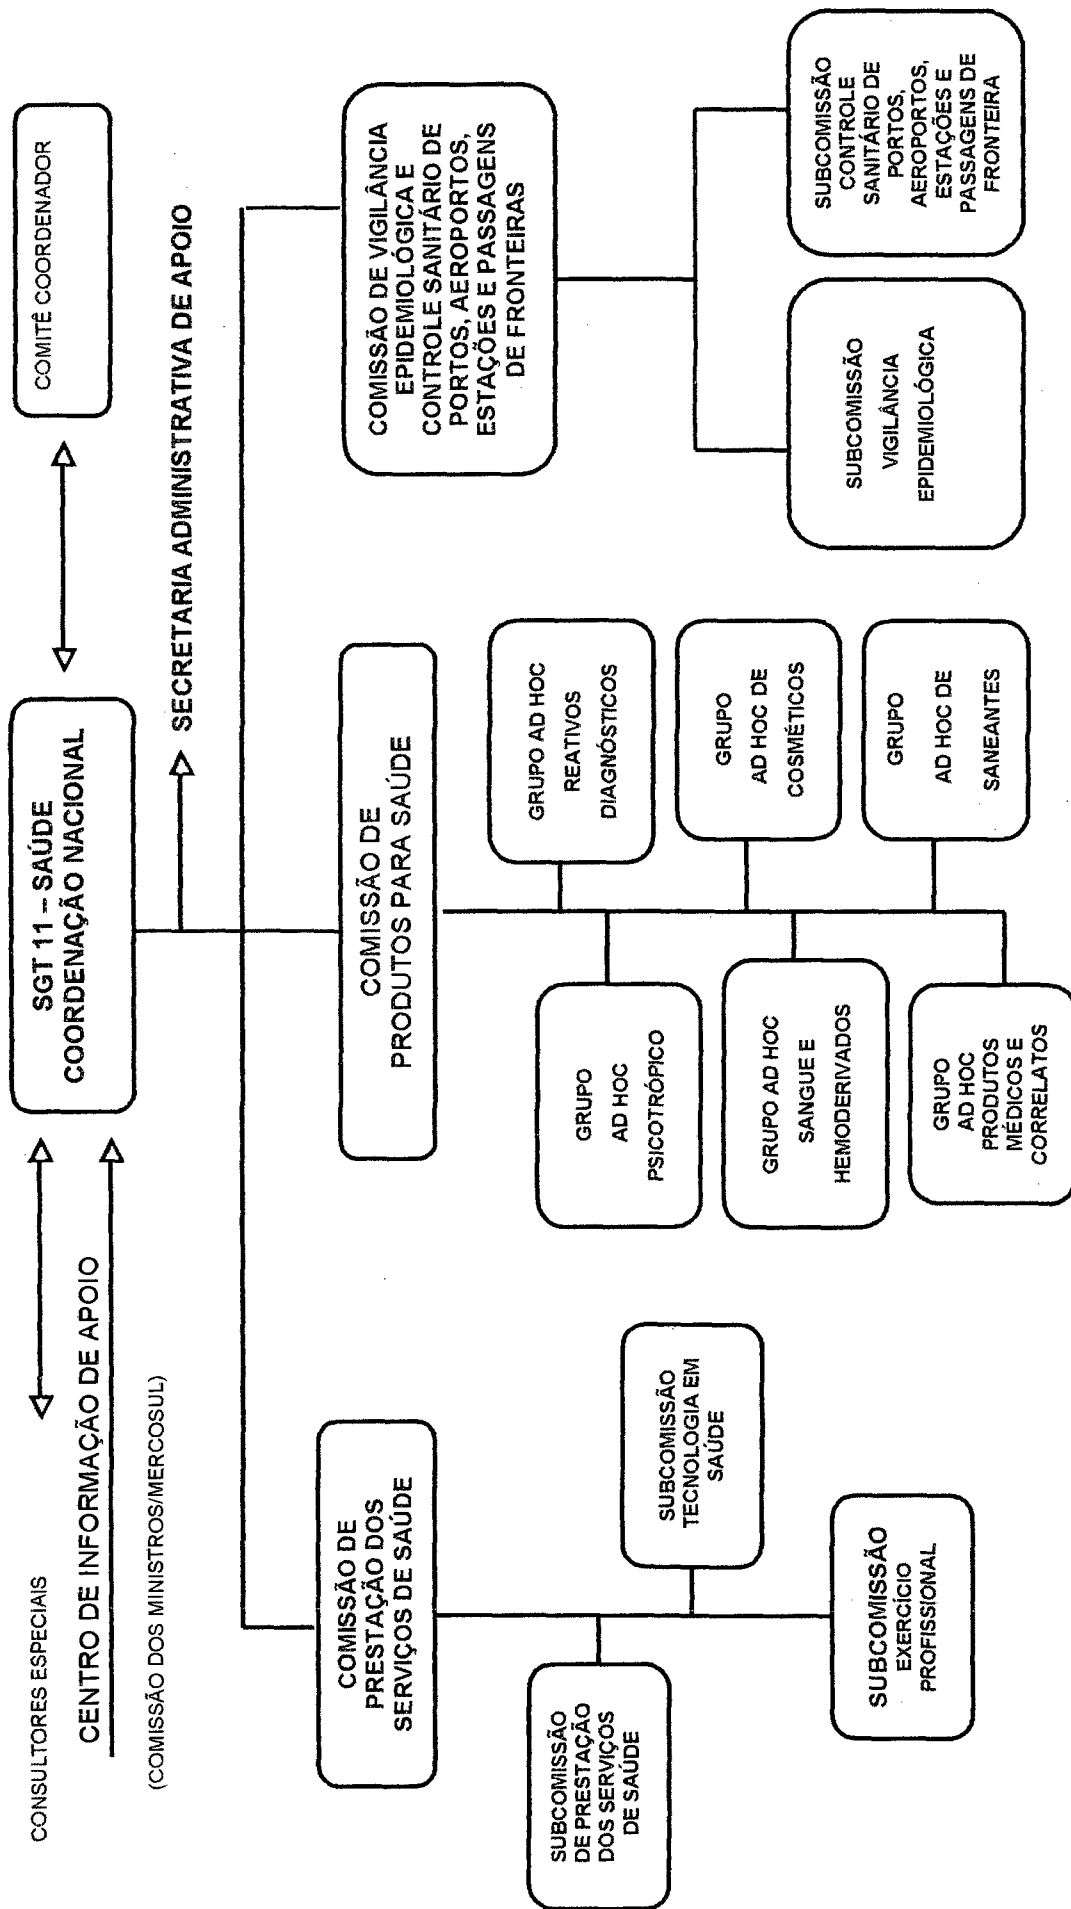 CONSULTORES ESPECIAIS
CENTRO DE INFORMAÇÃO DE APOIO
(COMISSÃO DOS MINISTROS/MERCOSUL)
SGT 11 – SAÚDE
COORDENAÇÃO NACIONAL
COMITÊ COORDENADOR
SECRETARIA ADMINISTRATIVA DE APOIO
COMISSÃO DE
PRESTAÇÃO DOS
SERVIÇOS DE SAÚDE
SUBCOMISSÃO
DE PRESTAÇÃO
DOS SERVIÇOS
DE SAÚDE
SUBCOMISSÃO
TECNOLOGIA EM
SAÚDE
SUBCOMISSÃO
EXERCÍCIO
PROFISSIONAL
COMISSÃO DE
PRODUTOS PARA SAÚDE
GRUPO
AD HOC
PSICOTRÓPICO
GRUPO AD HOC
REATIVOS
DIAGNÓSTICOS
GRUPO AD HOC
SANGUE E
HEMODERIVADOS
GRUPO
AD HOC DE
COSMÉTICOS
GRUPO
AD HOC
PRODUTOS
MÉDICOS E
CORRELATOS
GRUPO
AD HOC DE
SANEANTES
COMISSÃO DE VIGILÂNCIA
EPIDEMIOLÓGICA E
CONTROLE SANITÁRIO DE
PORTOS, AEROPORTOS,
ESTAÇÕES E PASSAGENS
DE FRONTEIRAS
SUBCOMISSÃO
VIGILÂNCIA
EPIDEMIOLÓGICA
SUBCOMISSÃO
CONTROLE
SANITÁRIO DE
PORTOS,
AEROPORTOS,
ESTAÇÕES E
PASSAGENS DE
FRONTEIRA